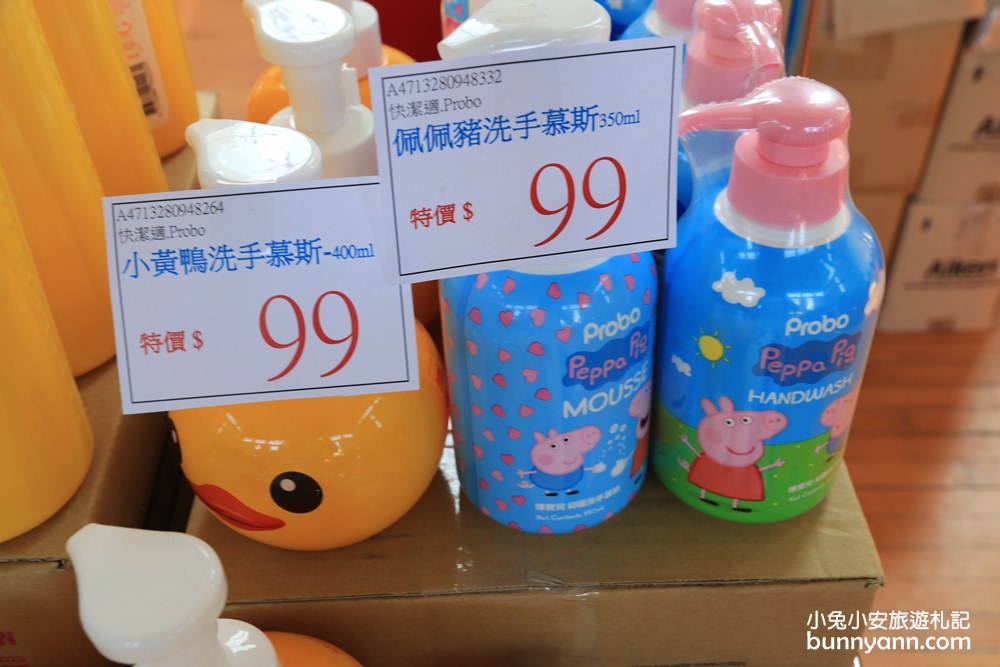 A4713280948332
快潔適.Probo
佩佩豬洗手慕斯350ml
特價 $ 99
A4713280948264
快潔適.Probo
小黃鴨洗手慕斯-400ml
特價 $ 99
Probo
Peppa Pig
MOUSSE
Probo
Peppa Pig
HANDWASH
小兔小安旅遊札記
bunnyann.com